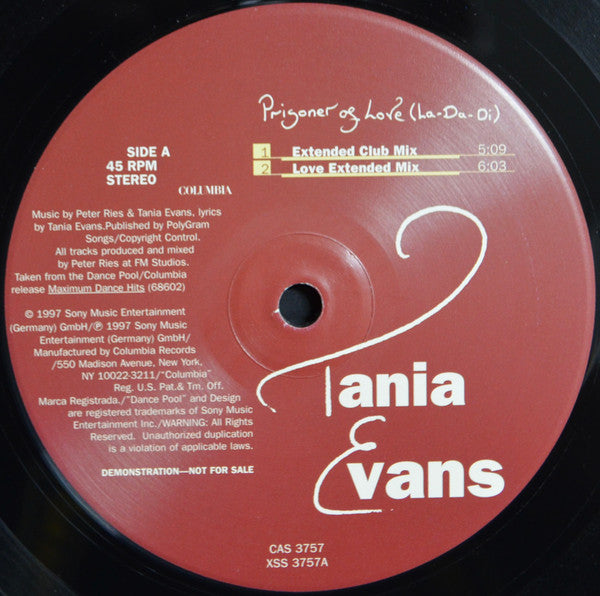 Prisoner of Love (La-Da-Di)
SIDE A
45 RPM
STEREO
COLUMBIA
1 Extended Club Mix 5:09
2 Love Extended Mix 6:03
Music by Peter Ries & Tania Evans, lyrics
by Tania Evans.Published by PolyGram
Songs/Copyright Control.
All tracks produced and mixed
by Peter Ries at FM Studios.
Taken from the Dance Pool/Columbia
release Maximum Dance Hits (68602)
© 1997 Sony Music Entertainment
(Germany) GmbH/℗ 1997 Sony Music
Entertainment (Germany) GmbH/
Manufactured by Columbia Records
/550 Madison Avenue, New York,
NY 10022-3211/"Columbia"
Reg. U.S. Pat.& Tm. Off.
Marca Registrada./"Dance Pool" and Design
are registered trademarks of Sony Music
Entertainment Inc./WARNING: All Rights
Reserved. Unauthorized duplication
is a violation of applicable laws.
DEMONSTRATION—NOT FOR SALE
Tania
Evans
CAS 3757
XSS 3757A